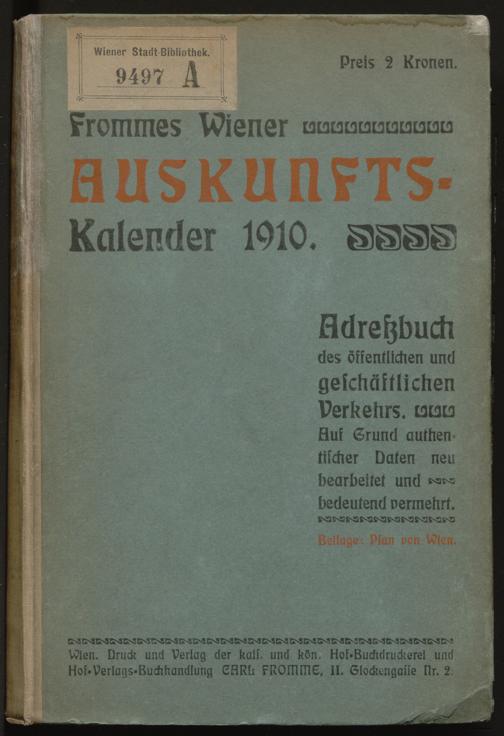 Wiener Stadt-Bibliothek.
9497 A
Preis 2 Kronen.
Frommes Wiener
AUSKUNFTS-
Kalender 1910.
Adreßbuch
des öffentlichen und
geschäftlichen
Verkehrs.
Auf Grund authen-
tischer Daten neu
bearbeitet und
bedeutend vermehrt.
Beilage: Plan von Wien.
Wien. Druck und Verlag der kais. und kön. Hof-Buchdruckerei und
Hof-Verlags-Buchhandlung CARL FROMME, II. Glockengasse Nr. 2.